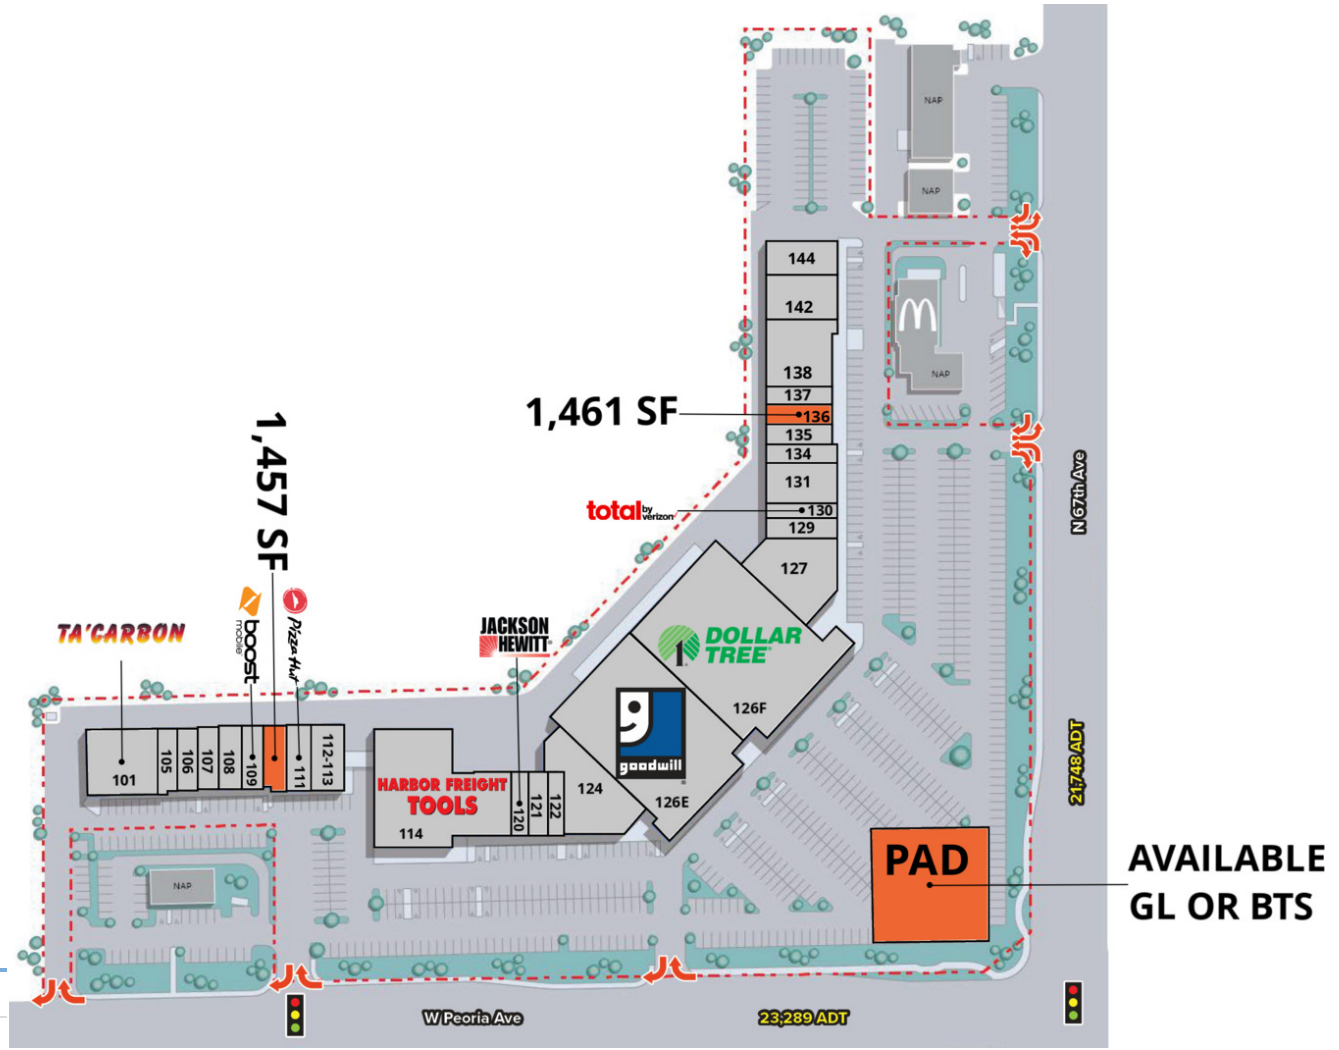 NAP
NAP
144
142
138
137
136
135
134
131
130
129
127
1,461 SF
total by verizon
NAP
N 67th Ave
21,748 ADT
1,457 SF
TA'CARBON
boost
mobile
Pizza Hut
JACKSON
HEWITT
DOLLAR
TREE
1
126F
goodwill
126E
124
101
105
106
107
108
109
111
112-113
HARBOR FREIGHT
TOOLS
114
120
121
122
NAP
PAD
AVAILABLE
GL OR BTS
W Peoria Ave
23,289 ADT